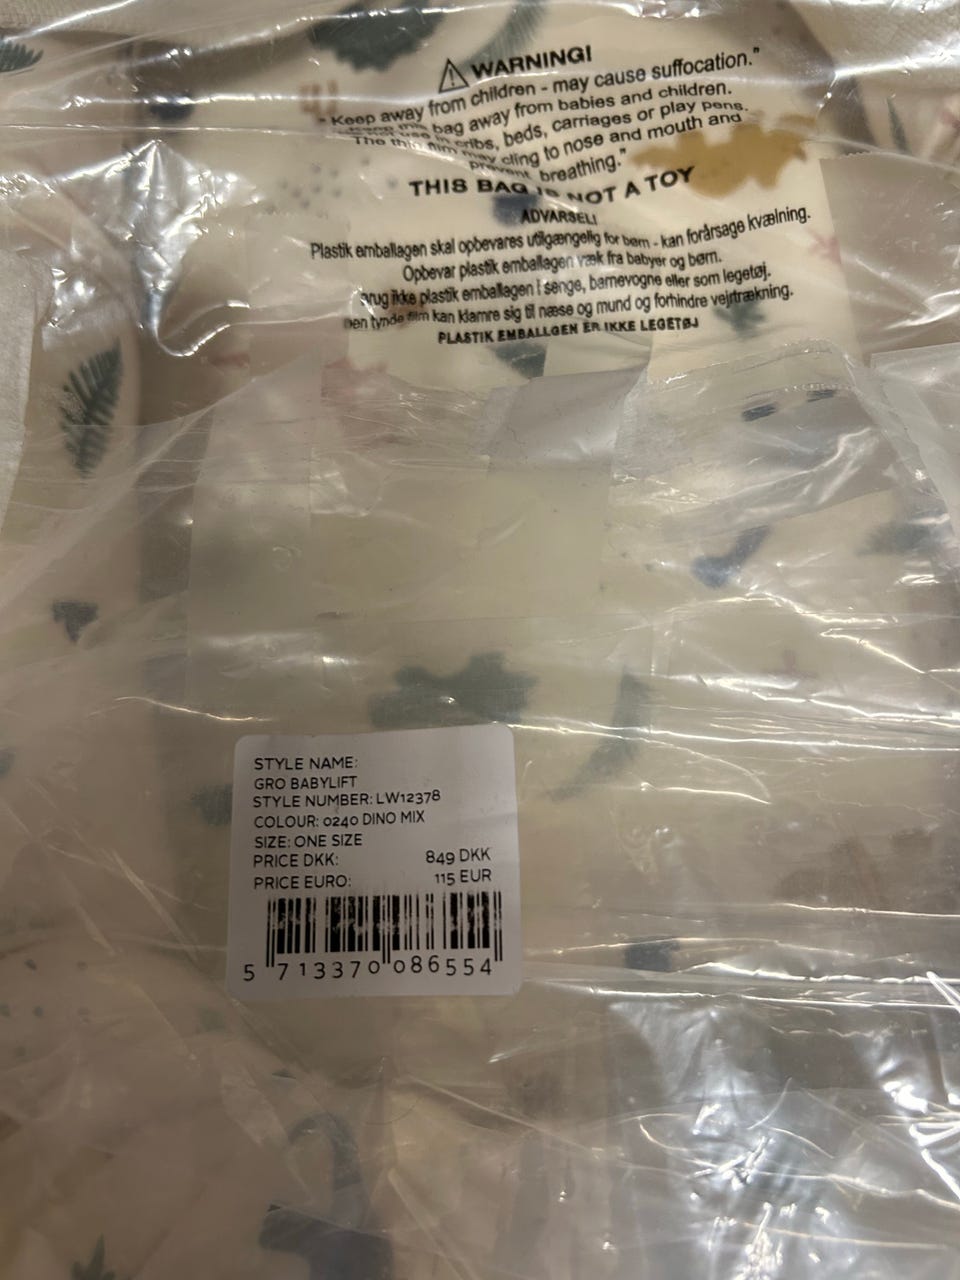 WARNING!
"Keep away from children - may cause suffocation."
bag away from babies and children.
cribs, beds, carriages or play pens.
The thin film may cling to nose and mouth and
prevent breathing."
THIS BAG IS NOT A TOY
ADVARSEL!
Plastik emballagen skal opbevares utilgængelig for børn - kan forårsage kvælning.
Opbevar plastik emballagen væk fra babyer og børn.
Brug ikke plastik emballagen i senge, barnevogne eller som legetøj.
Den tynde film kan klamre sig til næse og mund og forhindre vejrtrækning.
PLASTIK EMBALLGEN ER IKKE LEGETØJ
STYLE NAME:
GRO BABYLIFT
STYLE NUMBER: LW12378
COLOUR: 0240 DINO MIX
SIZE: ONE SIZE
PRICE DKK: 849 DKK
PRICE EURO: 115 EUR
5 713370 086554